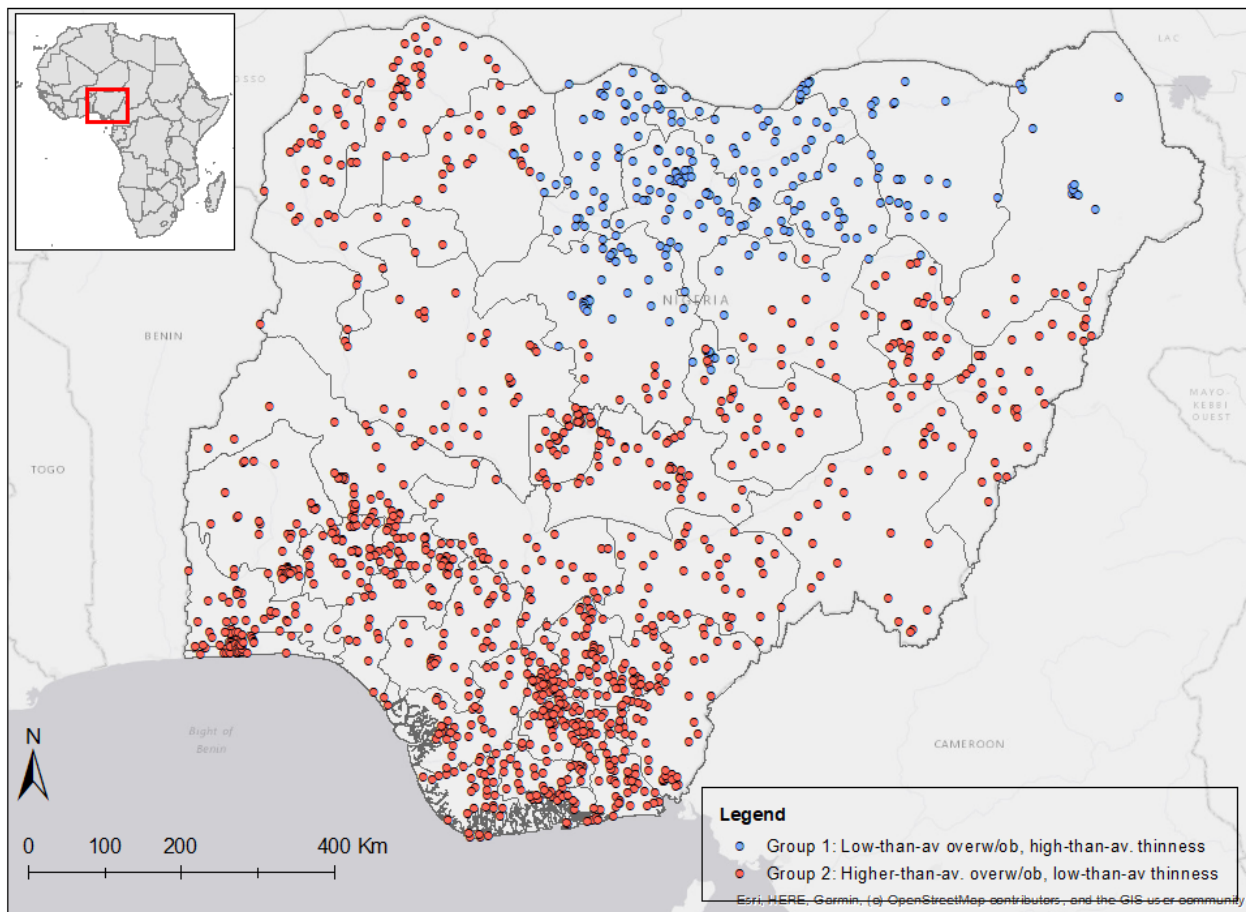 LAC
OSSO
NIGERIA
BENIN
MAYO-
KEBBI
OUEST
TOGO
Bight of
Benin
N
CAMEROON
0 100 200 400 Km
Legend
Group 1: Low-than-av overw/ob, high-than-av. thinness
Group 2: Higher-than-av. overw/ob, low-than-av thinness
Esri, HERE, Garmin, (c) OpenStreetMap contributors, and the GIS user community